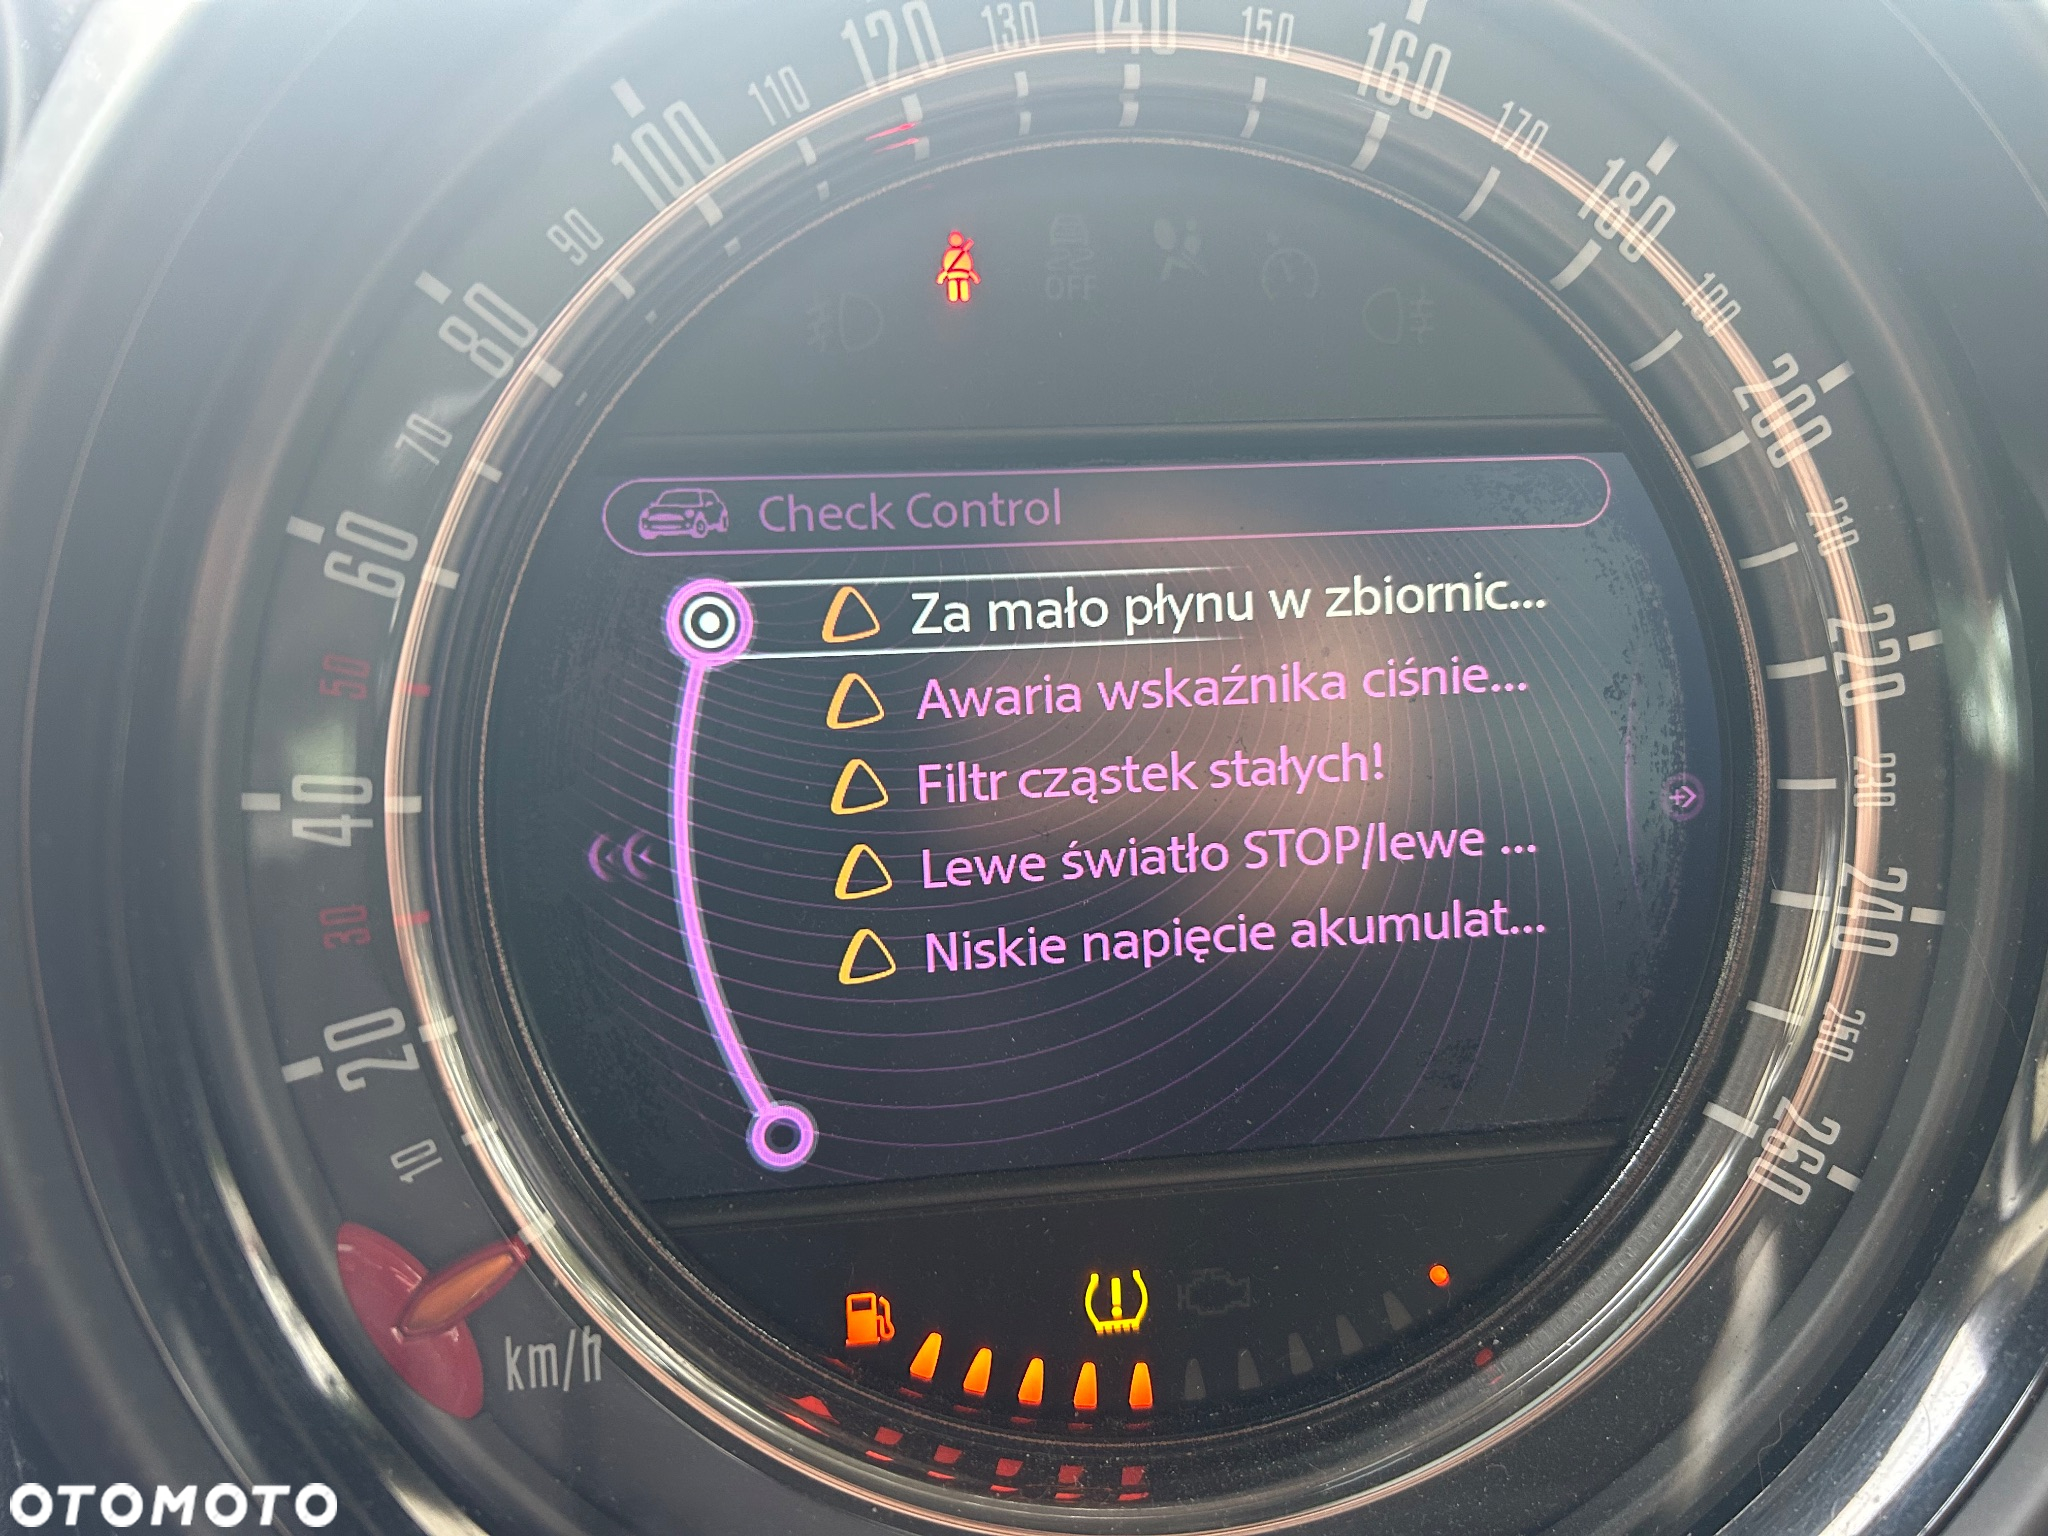 120
130
140
150
160
110
170
100
180
90
190
80
200
70
210
60
220
50
230
40
240
30
250
20
260
10
km/h
OFF
Check Control
Za mało płynu w zbiornic...
Awaria wskaźnika ciśnie...
Filtr cząstek stałych!
Lewe światło STOP/lewe ...
Niskie napięcie akumulat...
OTOMOTO